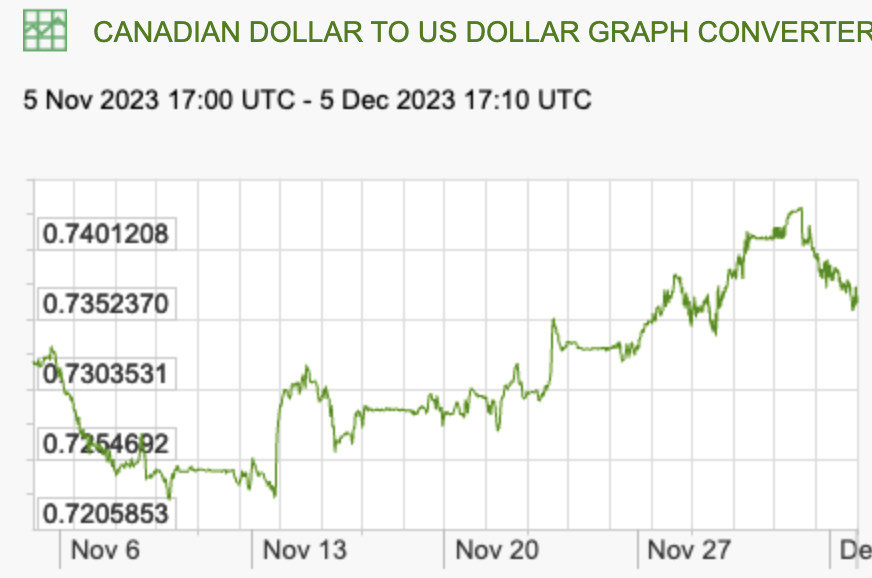 CANADIAN DOLLAR TO US DOLLAR GRAPH CONVERTER
5 Nov 2023 17:00 UTC - 5 Dec 2023 17:10 UTC
0.7401208
0.7352370
0.7303531
0.7254692
0.7205853
Nov 6 Nov 13 Nov 20 Nov 27 De